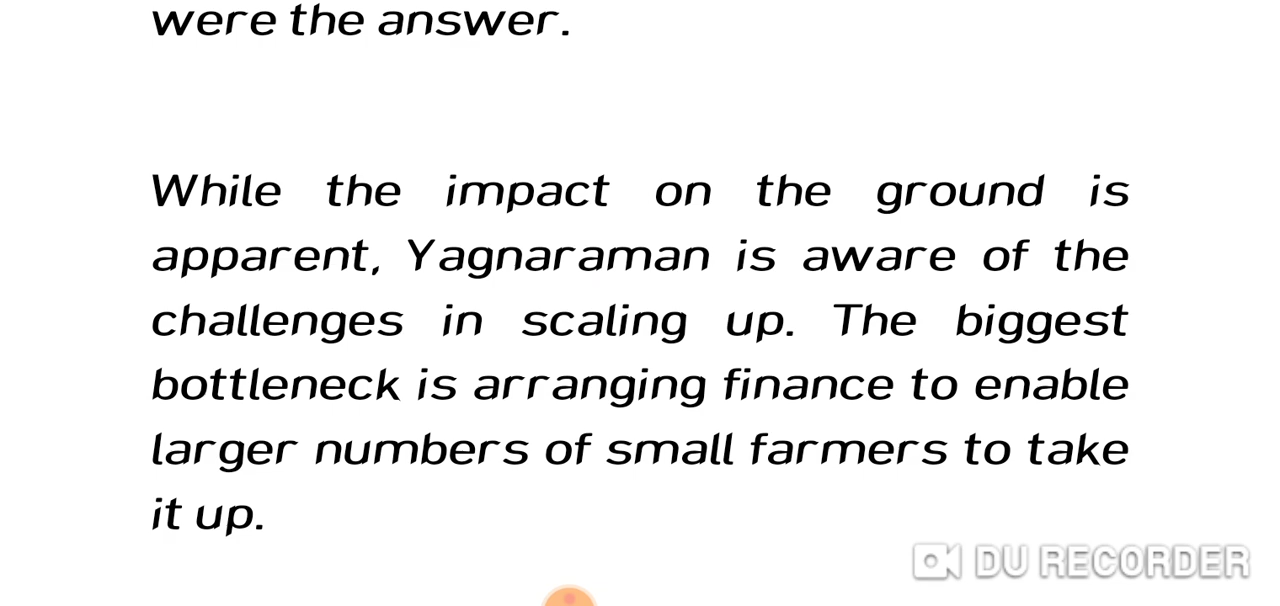 were the answer.
While the impact on the ground is
apparent, Yagnaraman is aware of the
challenges in scaling up. The biggest
bottleneck is arranging finance to enable
larger numbers of small farmers to take
it up.
DU RECORDER